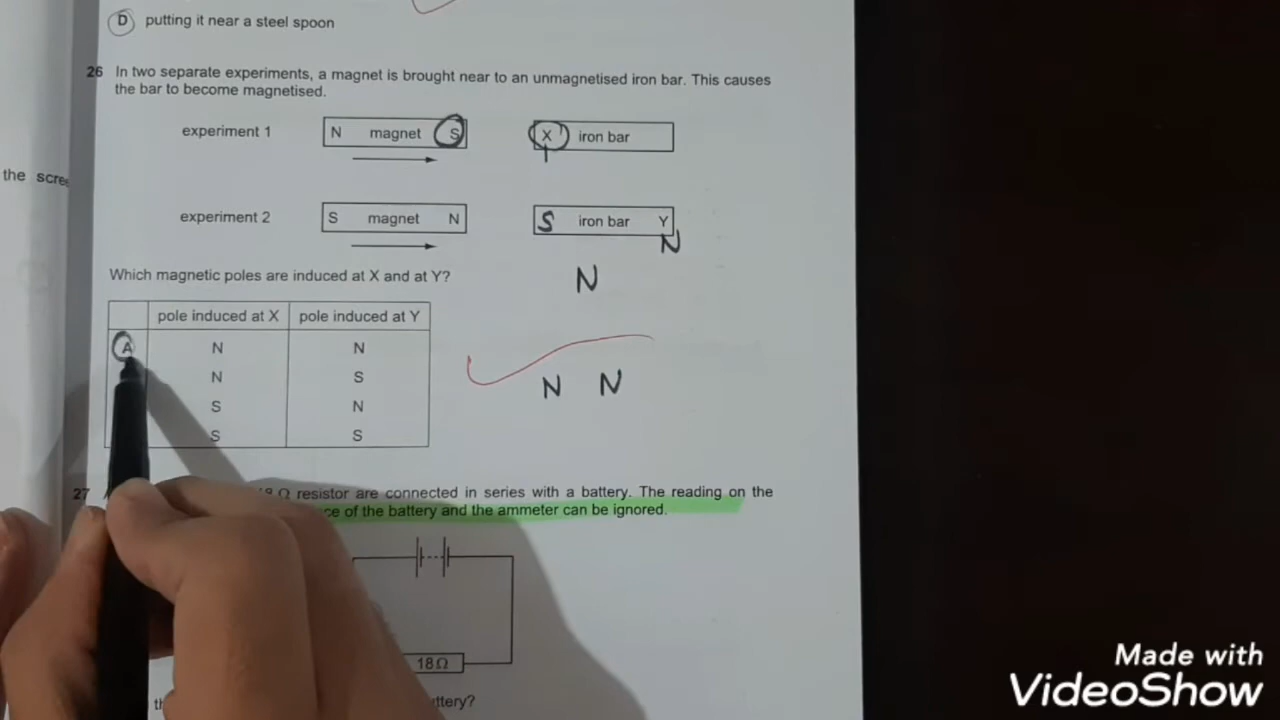 D putting it near a steel spoon
26 In two separate experiments, a magnet is brought near to an unmagnetised iron bar. This causes
the bar to become magnetised.
the scre
experiment 1 N magnet S X iron bar
experiment 2 S magnet N S iron bar Y
N
N
Which magnetic poles are induced at X and at Y?
pole induced at X pole induced at Y
A N N
N S
S N
S S
N N
27 18 Ω resistor are connected in series with a battery. The reading on the
ce of the battery and the ammeter can be ignored.
18Ω
ttery?
Made with
VideoShow